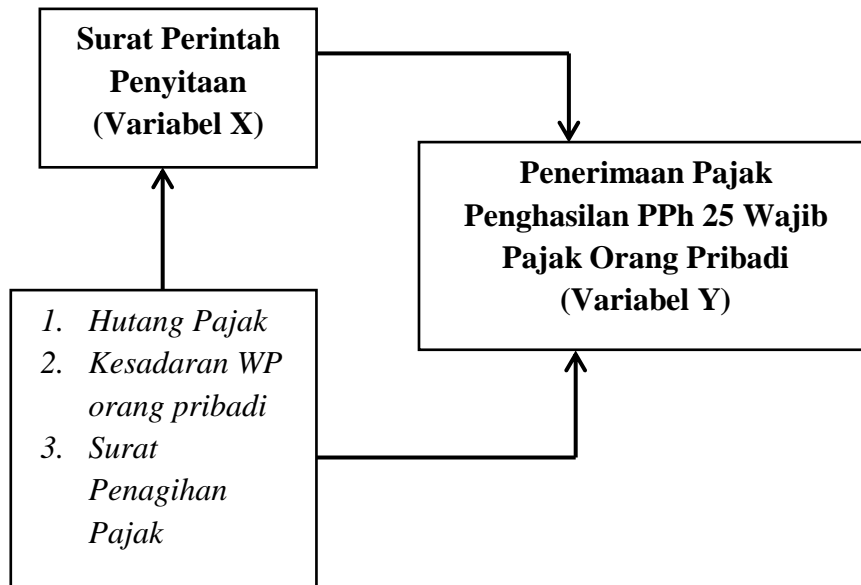 Surat Perintah
Penyitaan
(Variabel X)
Penerimaan Pajak
Penghasilan PPh 25 Wajib
Pajak Orang Pribadi
(Variabel Y)
1. Hutang Pajak
2. Kesadaran WP
orang pribadi
3. Surat
Penagihan
Pajak